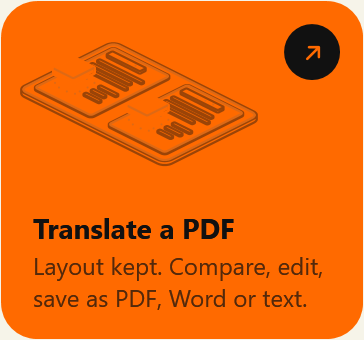 Translate a PDF
Layout kept. Compare, edit,
save as PDF, Word or text.